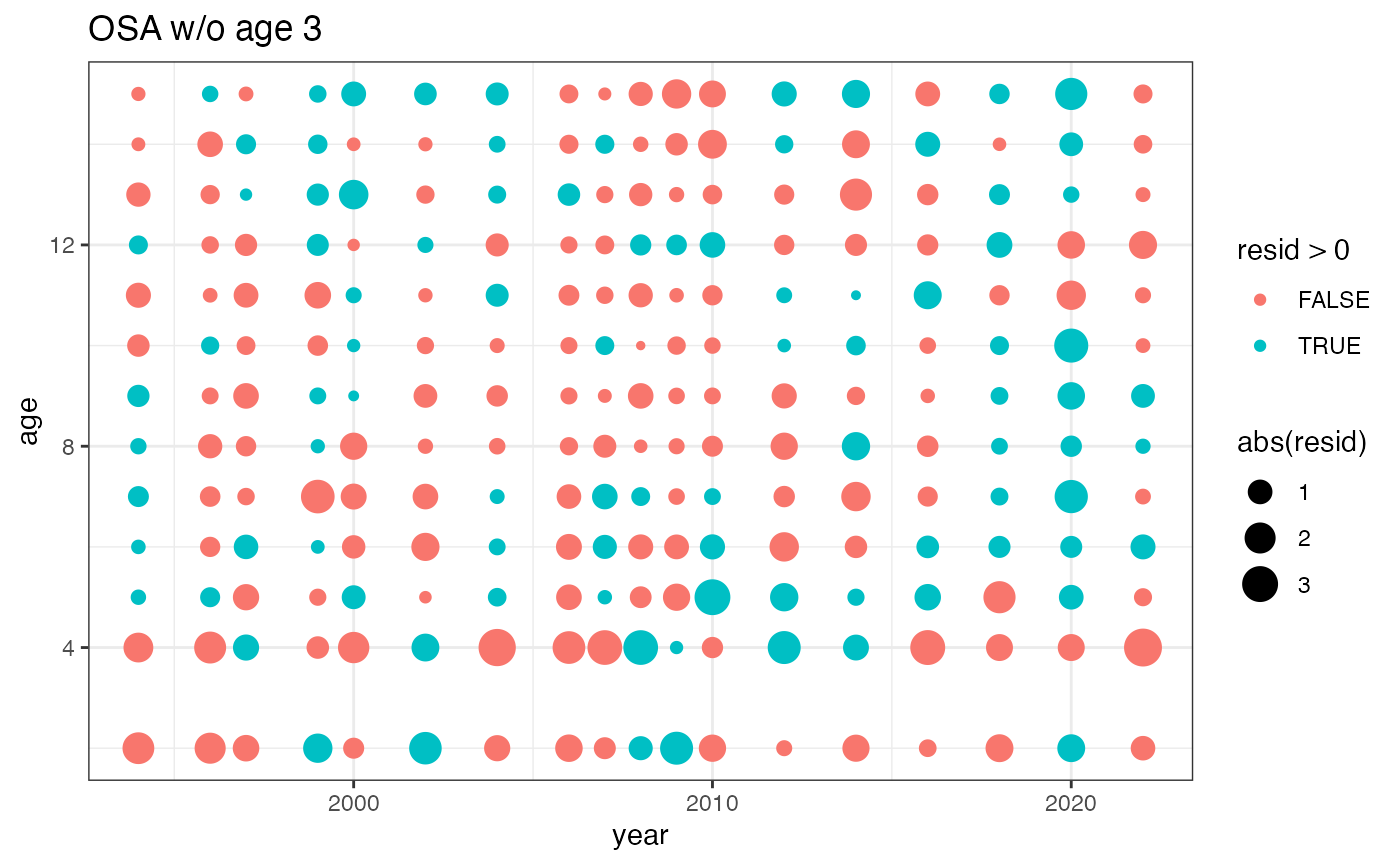 OSA w/o age 3
12
8
4
age
2000 2010 2020
year
resid > 0
FALSE
TRUE
abs(resid)
1
2
3